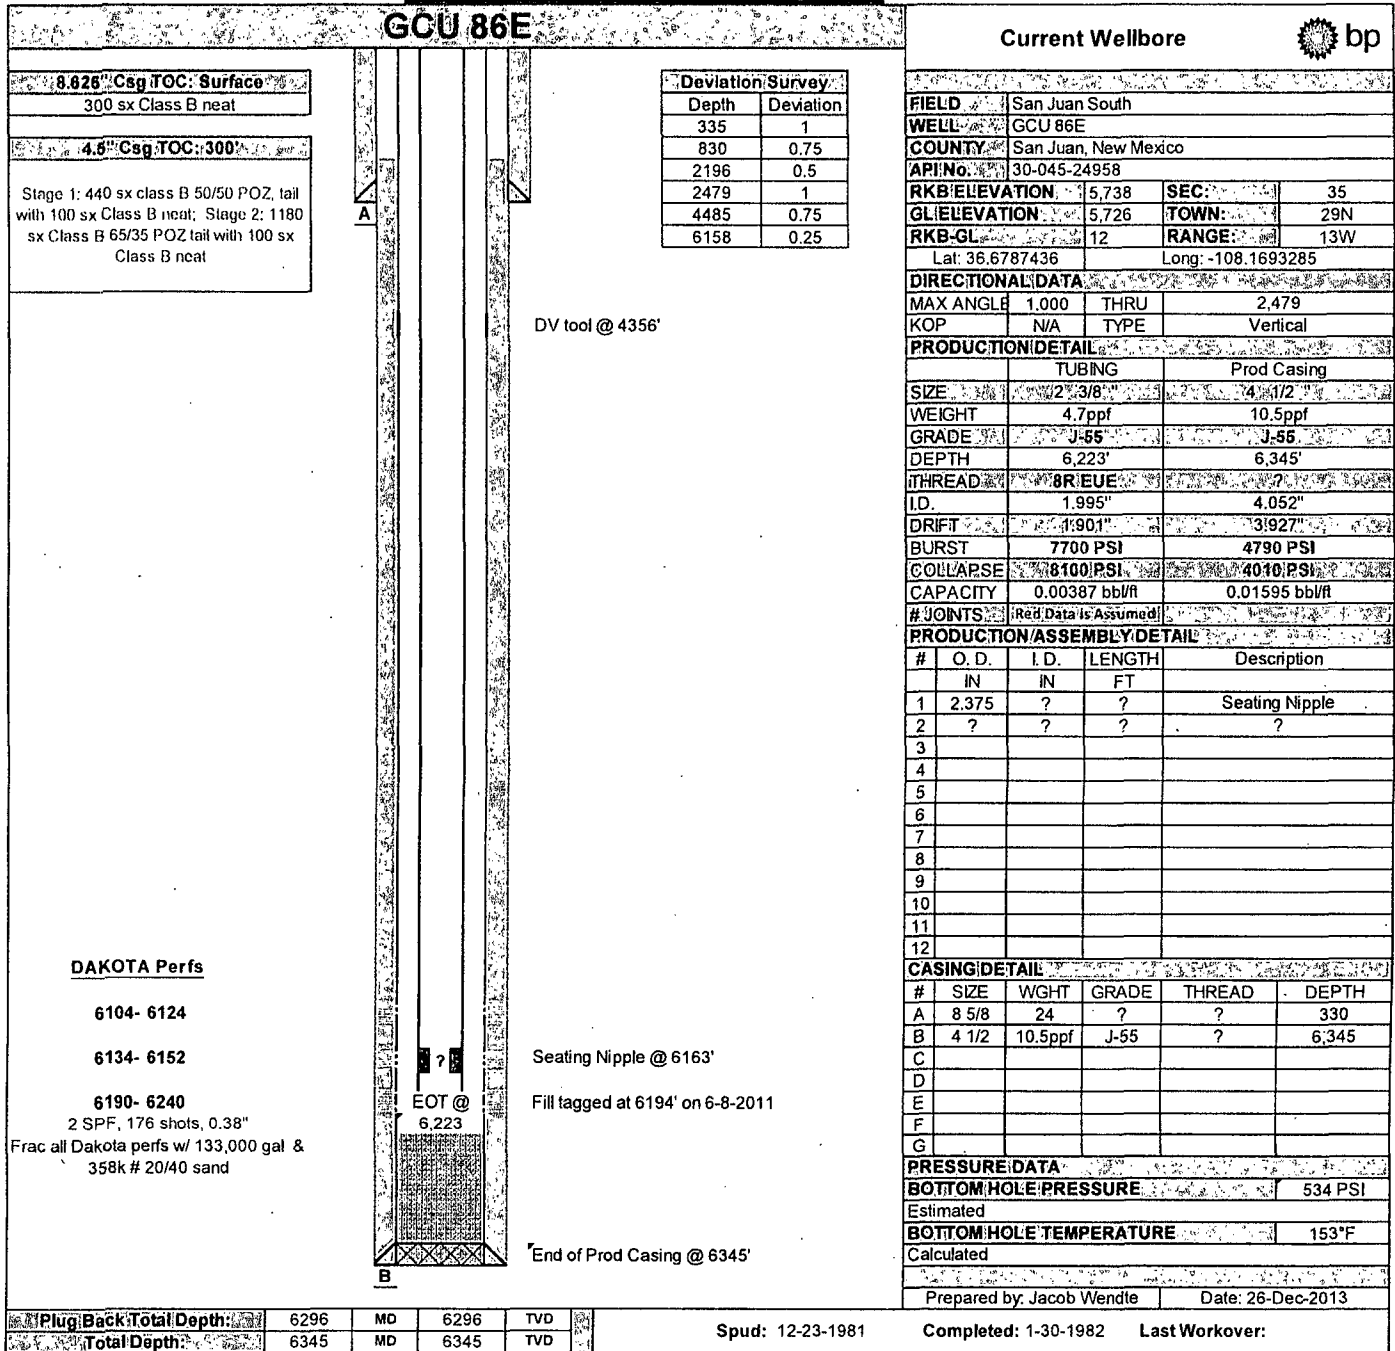 GCU 86E
8.625" Csg TOC: Surface
300 sx Class B neat
4.5" Csg TOC: 300'
Stage 1: 440 sx class B 50/50 POZ, tail
with 100 sx Class B neat; Stage 2: 1180
sx Class B 65/35 POZ tail with 100 sx
Class B neat
A
Deviation Survey
Depth Deviation
335 1
830 0.75
2196 0.5
2479 1
4485 0.75
6158 0.25
DV tool @ 4356'
DAKOTA Perfs
6104- 6124
6134- 6152
6190- 6240
2 SPF, 176 shots, 0.38"
Frac all Dakota perfs w/ 133,000 gal &
358k # 20/40 sand
?
Seating Nipple @ 6163'
EOT @
6,223
Fill tagged at 6194' on 6-8-2011
End of Prod Casing @ 6345'
B
Plug Back Total Depth: 6296 MD 6296 TVD
Total Depth: 6345 MD 6345 TVD
Spud: 12-23-1981 Completed: 1-30-1982 Last Workover:
Current Wellbore
bp
FIELD San Juan South
WELL GCU 86E
COUNTY San Juan, New Mexico
API No. 30-045-24958
RKB ELEVATION 5,738 SEC: 35
GL ELEVATION 5,726 TOWN: 29N
RKB-GL 12 RANGE: 13W
Lat: 36.6787436 Long: -108.1693285
DIRECTIONAL DATA
MAX ANGLE 1.000 THRU 2,479
KOP N/A TYPE Vertical
PRODUCTION DETAIL
TUBING Prod Casing
SIZE 2 3/8 " 4 1/2 "
WEIGHT 4.7ppf 10.5ppf
GRADE J-55 J-55
DEPTH 6,223' 6,345'
THREAD 8R EUE ?
I.D. 1.995" 4.052"
DRIFT 1.901" 3.927"
BURST 7700 PSI 4790 PSI
COLLAPSE 8100 PSI 4010 PSI
CAPACITY 0.00387 bbl/ft 0.01595 bbl/ft
# JOINTS Red Data is Assumed
PRODUCTION ASSEMBLY DETAIL
# O. D. I. D. LENGTH Description
IN IN FT
1 2.375 ? ? Seating Nipple
2 ? ? ? ?
3
4
5
6
7
8
9
10
11
12
CASING DETAIL
# SIZE WGHT GRADE THREAD DEPTH
A 8 5/8 24 ? ? 330
B 4 1/2 10.5ppf J-55 ? 6,345
C
D
E
F
G
PRESSURE DATA
BOTTOM HOLE PRESSURE 534 PSI
Estimated
BOTTOM HOLE TEMPERATURE 153°F
Calculated
Prepared by: Jacob Wendte Date: 26-Dec-2013